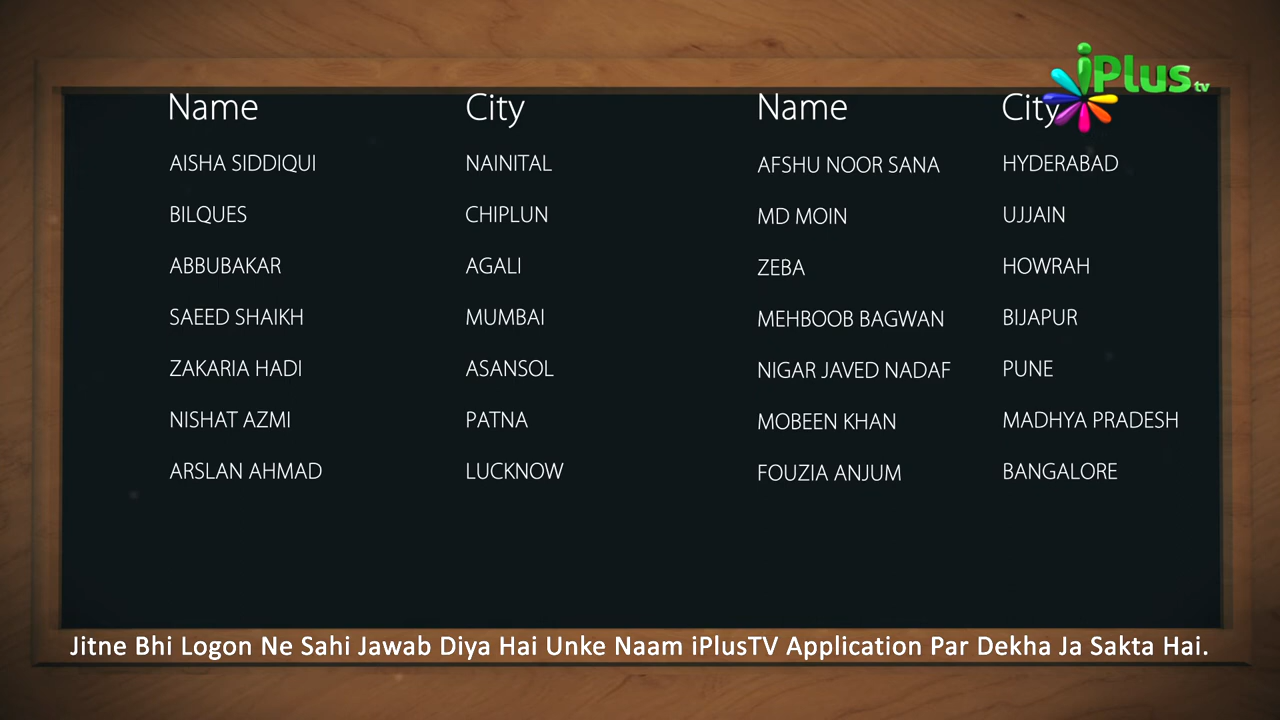 iPlus tv
Name City Name City
AISHA SIDDIQUI NAINITAL AFSHU NOOR SANA HYDERABAD
BILQUES CHIPLUN MD MOIN UJJAIN
ABBUBAKAR AGALI ZEBA HOWRAH
SAEED SHAIKH MUMBAI MEHBOOB BAGWAN BIJAPUR
ZAKARIA HADI ASANSOL NIGAR JAVED NADAF PUNE
NISHAT AZMI PATNA MOBEEN KHAN MADHYA PRADESH
ARSLAN AHMAD LUCKNOW FOUZIA ANJUM BANGALORE
Jitne Bhi Logon Ne Sahi Jawab Diya Hai Unke Naam iPlusTV Application Par Dekha Ja Sakta Hai.